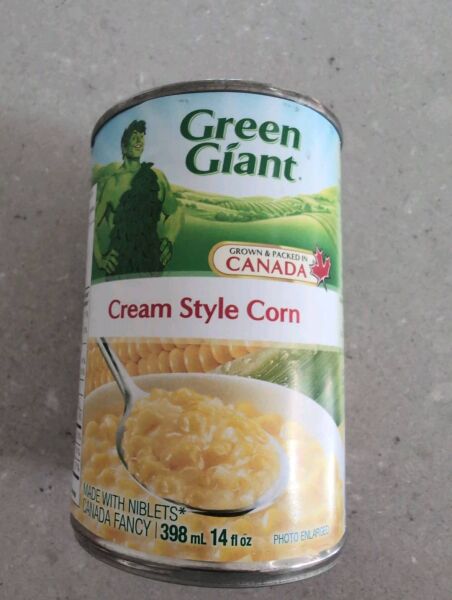 Green
Giant
GROWN & PACKED IN
CANADA
Cream Style Corn
MADE WITH NIBLETS*
CANADA FANCY | 398 mL 14 fl oz
PHOTO ENLARGED